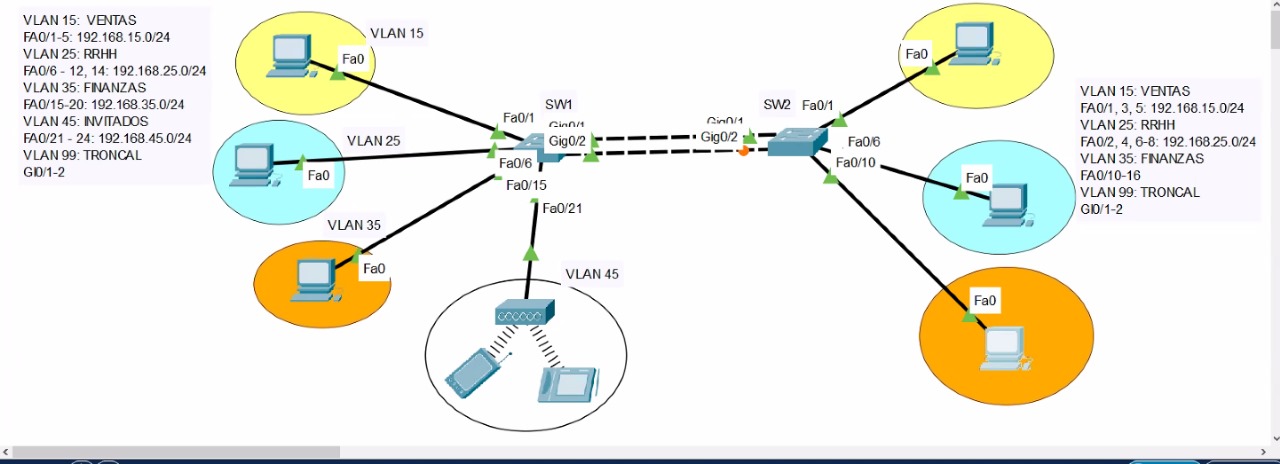 VLAN 15: VENTAS
FA0/1-5: 192.168.15.0/24
VLAN 25: RRHH
FA0/6 - 12, 14: 192.168.25.0/24
VLAN 35: FINANZAS
FA0/15-20: 192.168.35.0/24
VLAN 45: INVITADOS
FA0/21 - 24: 192.168.45.0/24
VLAN 99: TRONCAL
GI0/1-2
VLAN 15
Fa0
VLAN 25
Fa0
VLAN 35
Fa0
VLAN 45
SW1
Fa0/1
Gig0/1
Gig0/2
Fa0/6
Fa0/15
Fa0/21
SW2
Gig0/1
Gig0/2
Fa0/1
Fa0/6
Fa0/10
Fa0
Fa0
Fa0
VLAN 15: VENTAS
FA0/1, 3, 5: 192.168.15.0/24
VLAN 25: RRHH
FA0/2, 4, 6-8: 192.168.25.0/24
VLAN 35: FINANZAS
FA0/10-16
VLAN 99: TRONCAL
GI0/1-2